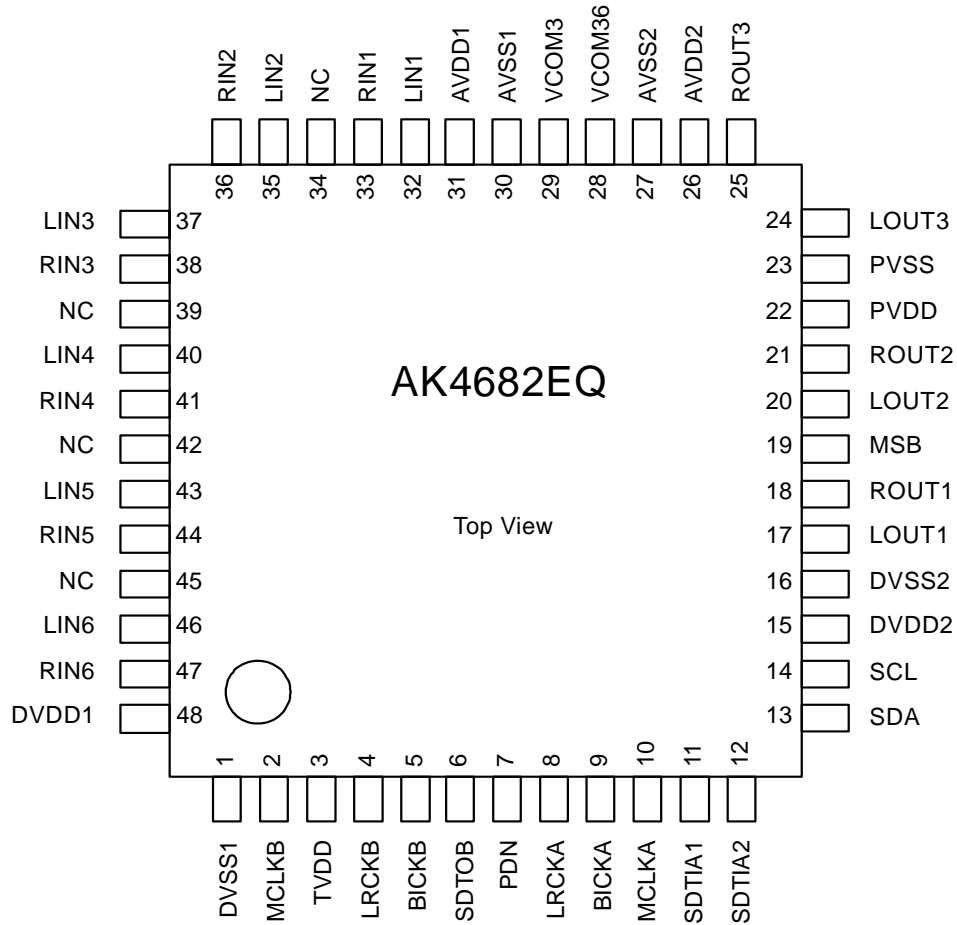 RIN2
LIN2
NC
RIN1
LIN1
AVDD1
AVSS1
VCOM3
VCOM36
AVSS2
AVDD2
ROUT3
36
35
34
33
32
31
30
29
28
27
26
25
LIN3 37
RIN3 38
NC 39
LIN4 40
RIN4 41
NC 42
LIN5 43
RIN5 44
NC 45
LIN6 46
RIN6 47
DVDD1 48
AK4682EQ
Top View
24 LOUT3
23 PVSS
22 PVDD
21 ROUT2
20 LOUT2
19 MSB
18 ROUT1
17 LOUT1
16 DVSS2
15 DVDD2
14 SCL
13 SDA
1
2
3
4
5
6
7
8
9
10
11
12
DVSS1
MCLKB
TVDD
LRCKB
BICKB
SDTOB
PDN
LRCKA
BICKA
MCLKA
SDTIA1
SDTIA2